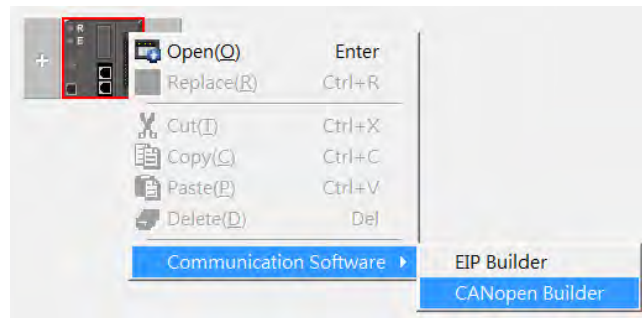 R
E
Open(O) Enter
Replace(R) Ctrl+R
Cut(T) Ctrl+X
Copy(C) Ctrl+C
Paste(P) Ctrl+V
Delete(D) Del
Communication Software
EIP Builder
CANopen Builder